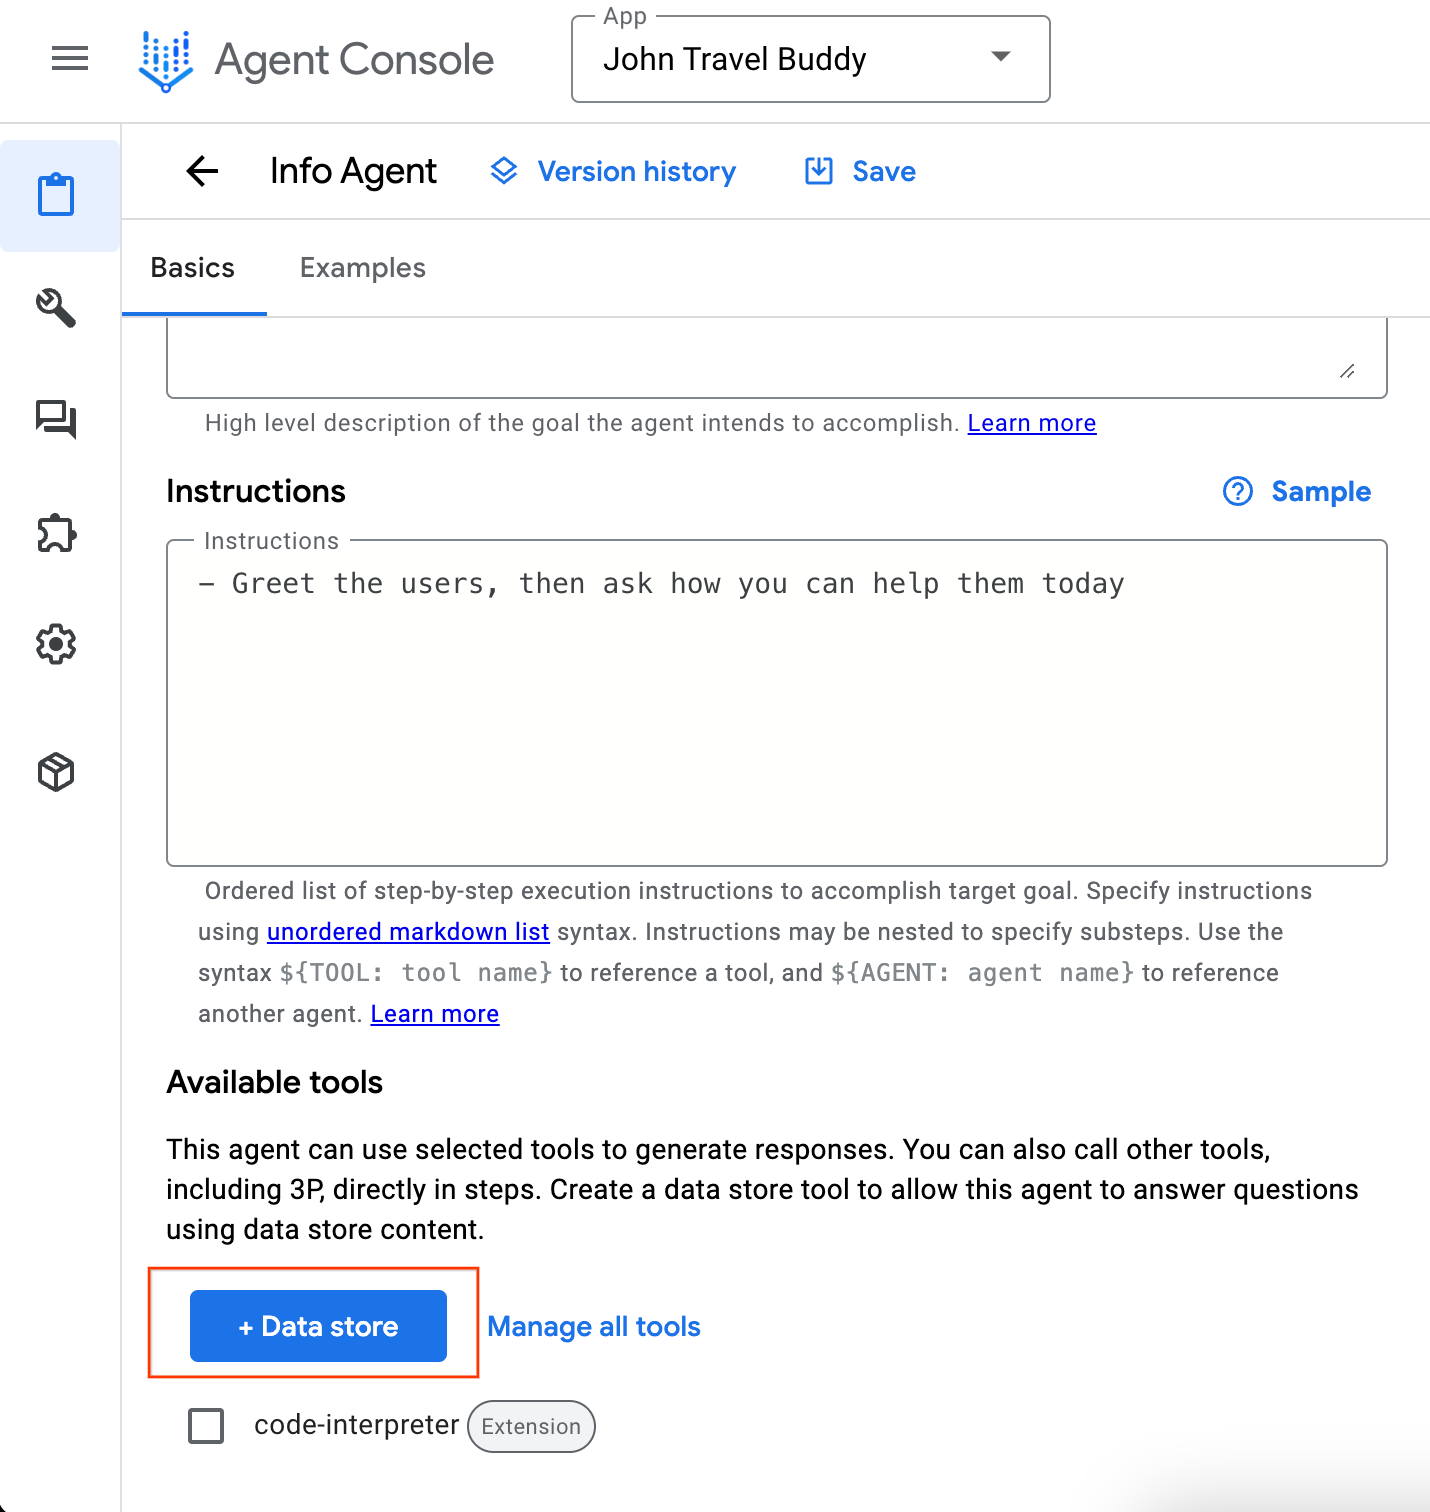 App
Agent Console
John Travel Buddy
Info Agent
Version history
Save
Basics
Examples
High level description of the goal the agent intends to accomplish. Learn more
Instructions
Sample
Instructions
- Greet the users, then ask how you can help them today
Ordered list of step-by-step execution instructions to accomplish target goal. Specify instructions
using unordered markdown list syntax. Instructions may be nested to specify substeps. Use the
syntax ${TOOL: tool name} to reference a tool, and ${AGENT: agent name} to reference
another agent. Learn more
Available tools
This agent can use selected tools to generate responses. You can also call other tools,
including 3P, directly in steps. Create a data store tool to allow this agent to answer questions
using data store content.
+ Data store
Manage all tools
code-interpreter
Extension